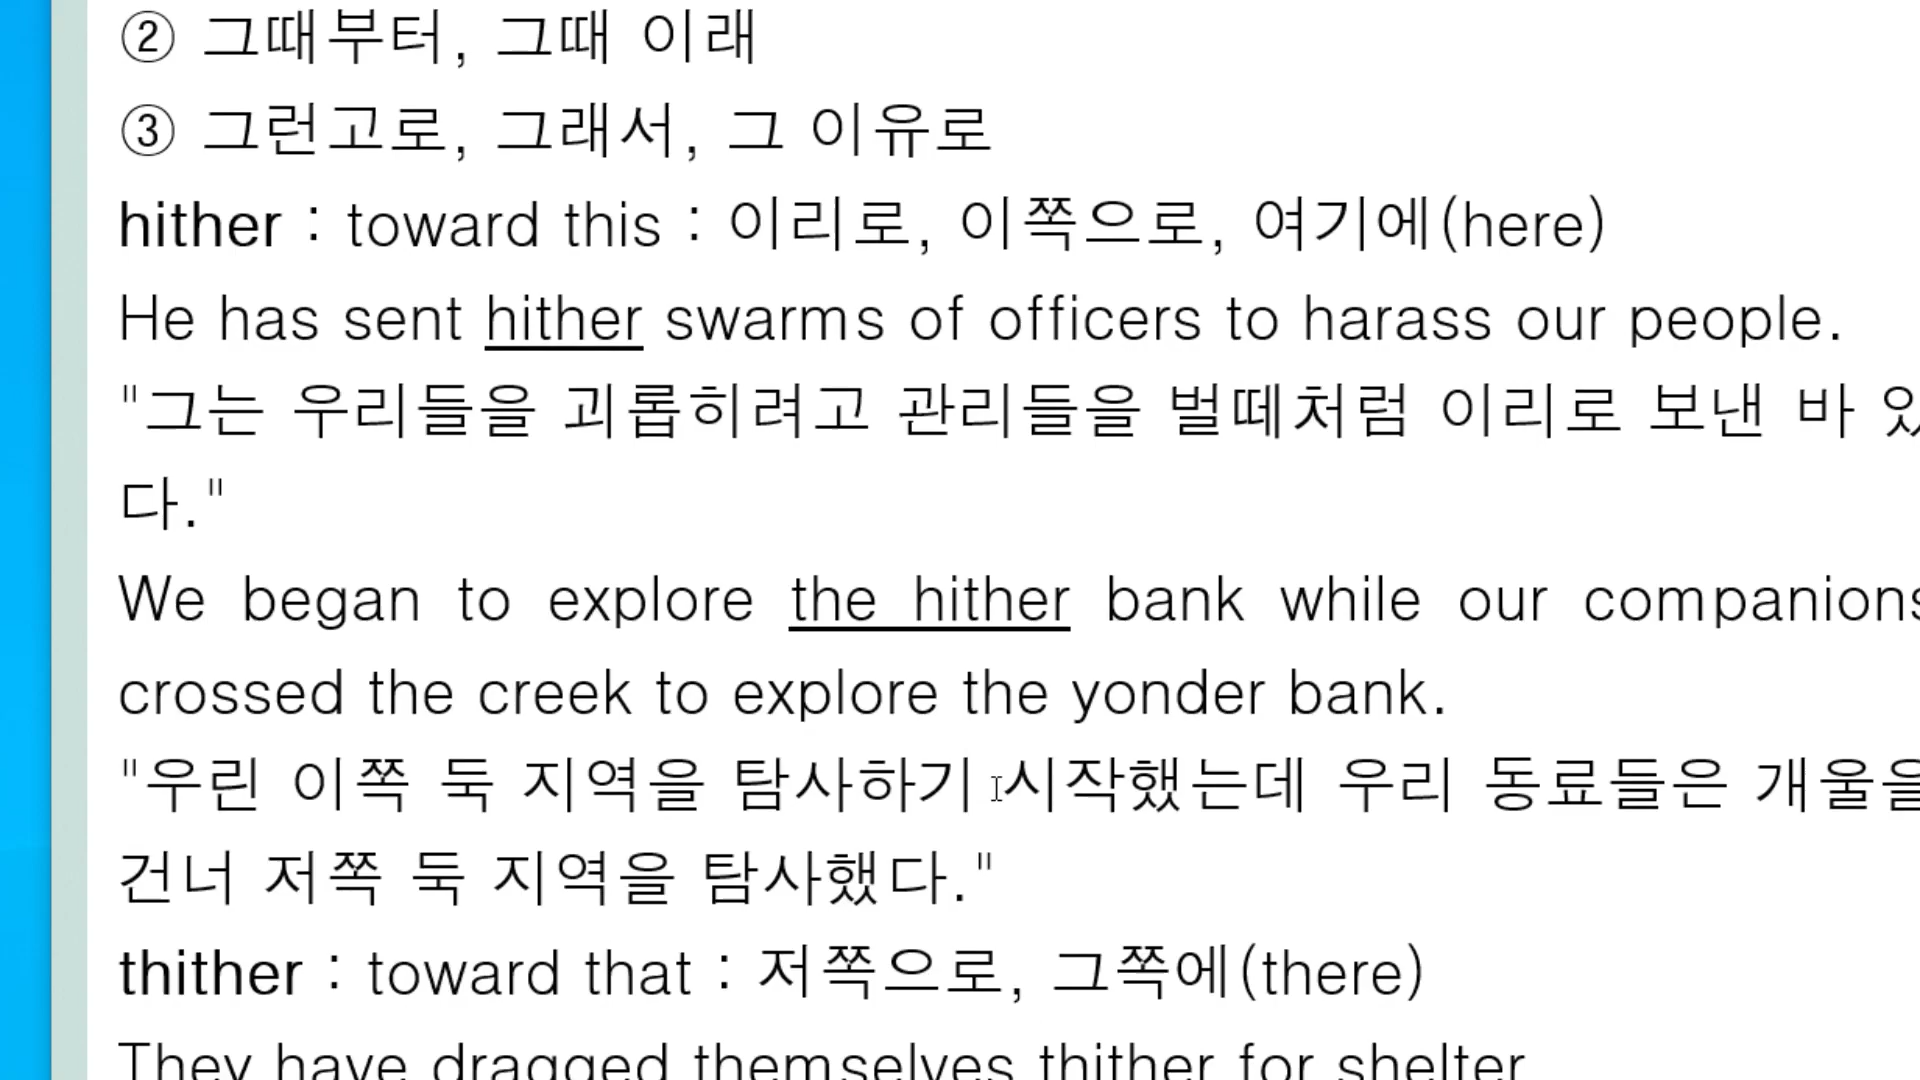 ② 그때부터, 그때 이래
③ 그런고로, 그래서, 그 이유로
hither : toward this : 이리로, 이쪽으로, 여기에(here)
He has sent hither swarms of officers to harass our people.
"그는 우리들을 괴롭히려고 관리들을 벌떼처럼 이리로 보낸 바
다."
We began to explore the hither bank while our companions
crossed the creek to explore the yonder bank.
"우린 이쪽 둑 지역을 탐사하기 시작했는데 우리 동료들은 개울을
건너 저쪽 둑 지역을 탐사했다."
thither : toward that : 저쪽으로, 그쪽에(there)
They have dragged themselves thither for shelter